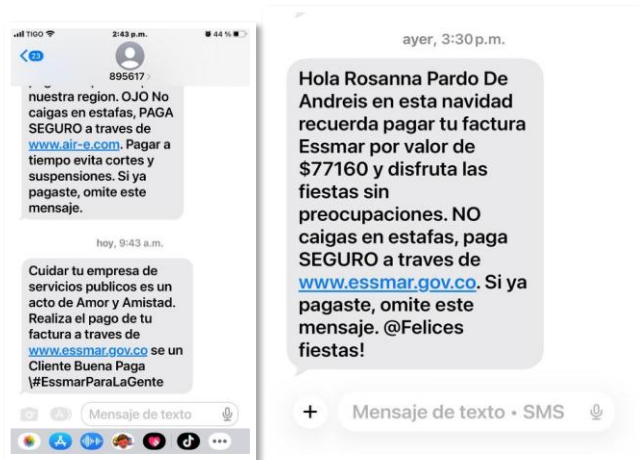 TIGO 2:43 p.m. 44 %
23
895617 >
nuestra region. OJO No
caigas en estafas, PAGA
SEGURO a traves de
www.air-e.com. Pagar a
tiempo evita cortes y
suspensiones. Si ya
pagaste, omite este
mensaje.
hoy, 9:43 a.m.
Cuidar tu empresa de
servicios publicos es un
acto de Amor y Amistad.
Realiza el pago de tu
factura a traves de
www.essmar.gov.co se un
Cliente Buena Paga
\#EssmarParaLaGente
Mensaje de texto
ayer, 3:30 p.m.
Hola Rosanna Pardo De
Andreis en esta navidad
recuerda pagar tu factura
Essmar por valor de
$77160 y disfruta las
fiestas sin
preocupaciones. NO
caigas en estafas, paga
SEGURO a traves de
www.essmar.gov.co. Si ya
pagaste, omite este
mensaje. @Felices
fiestas!
+ Mensaje de texto • SMS